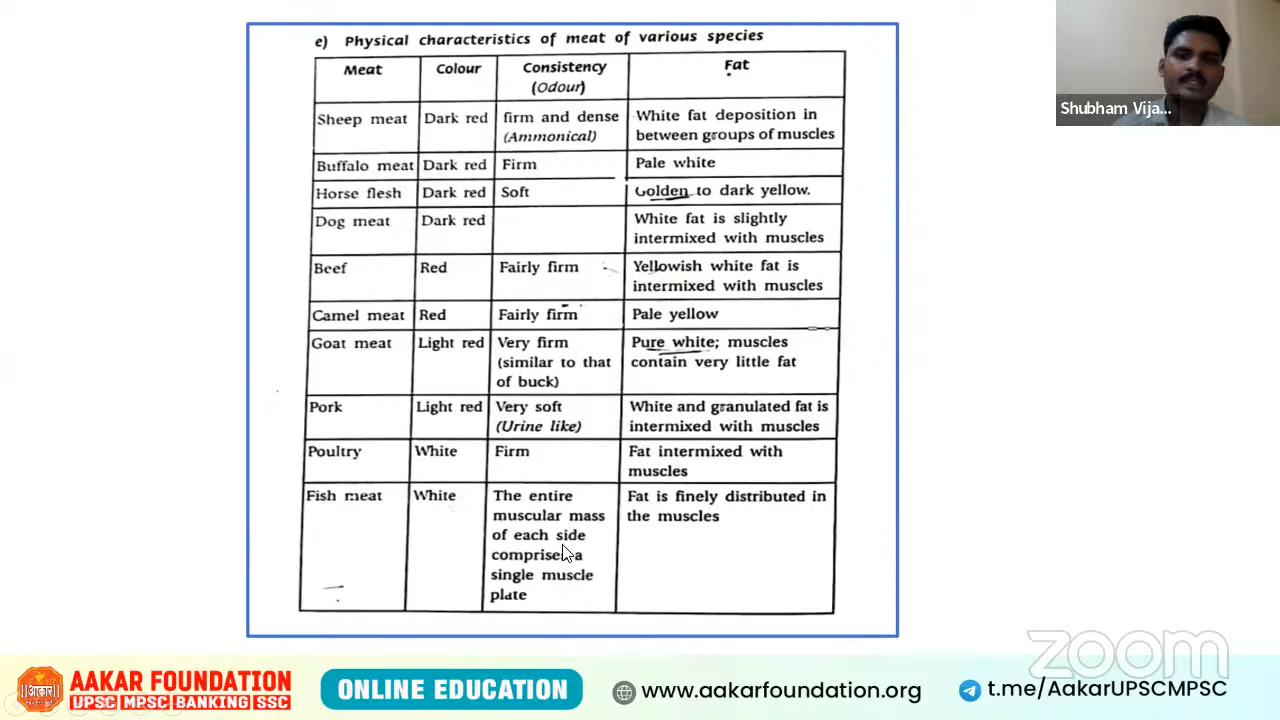 e) Physical characteristics of meat of various species
Meat Colour Consistency (Odour) Fat
Sheep meat Dark red firm and dense (Ammonical) White fat deposition in between groups of muscles
Buffalo meat Dark red Firm Pale white
Horse flesh Dark red Soft Golden to dark yellow.
Dog meat Dark red White fat is slightly intermixed with muscles
Beef Red Fairly firm Yellowish white fat is intermixed with muscles
Camel meat Red Fairly firm Pale yellow
Goat meat Light red Very firm (similar to that of buck) Pure white; muscles contain very little fat
Pork Light red Very soft (Urine like) White and granulated fat is intermixed with muscles
Poultry White Firm Fat intermixed with muscles
Fish meat White The entire muscular mass of each side comprises a single muscle plate Fat is finely distributed in the muscles
Shubham Vija...
zoom
आकार
AAKAR FOUNDATION
UPSC MPSC BANKING SSC
ONLINE EDUCATION
www.aakarfoundation.org
t.me/AakarUPSCMPSC